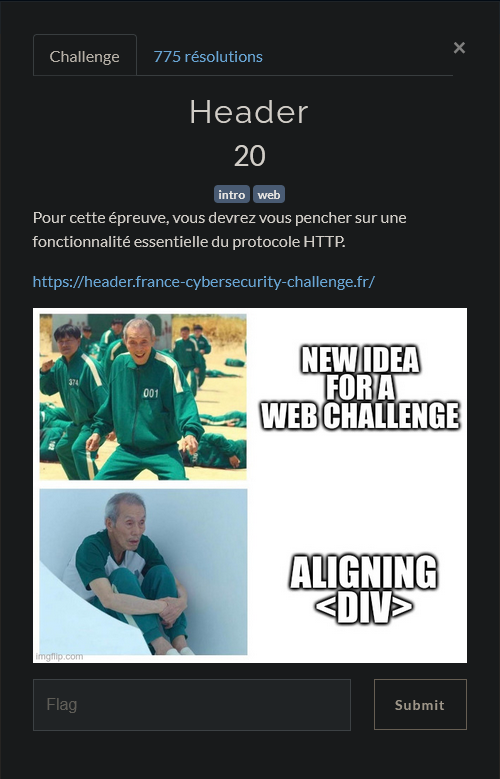 Challenge
775 résolutions
×
Header
20
intro web
Pour cette épreuve, vous devrez vous pencher sur une
fonctionnalité essentielle du protocole HTTP.
https://header.france-cybersecurity-challenge.fr/
374
001
NEW IDEA
FOR A
WEB CHALLENGE
ALIGNING
<DIV>
imgflip.com
Flag
Submit